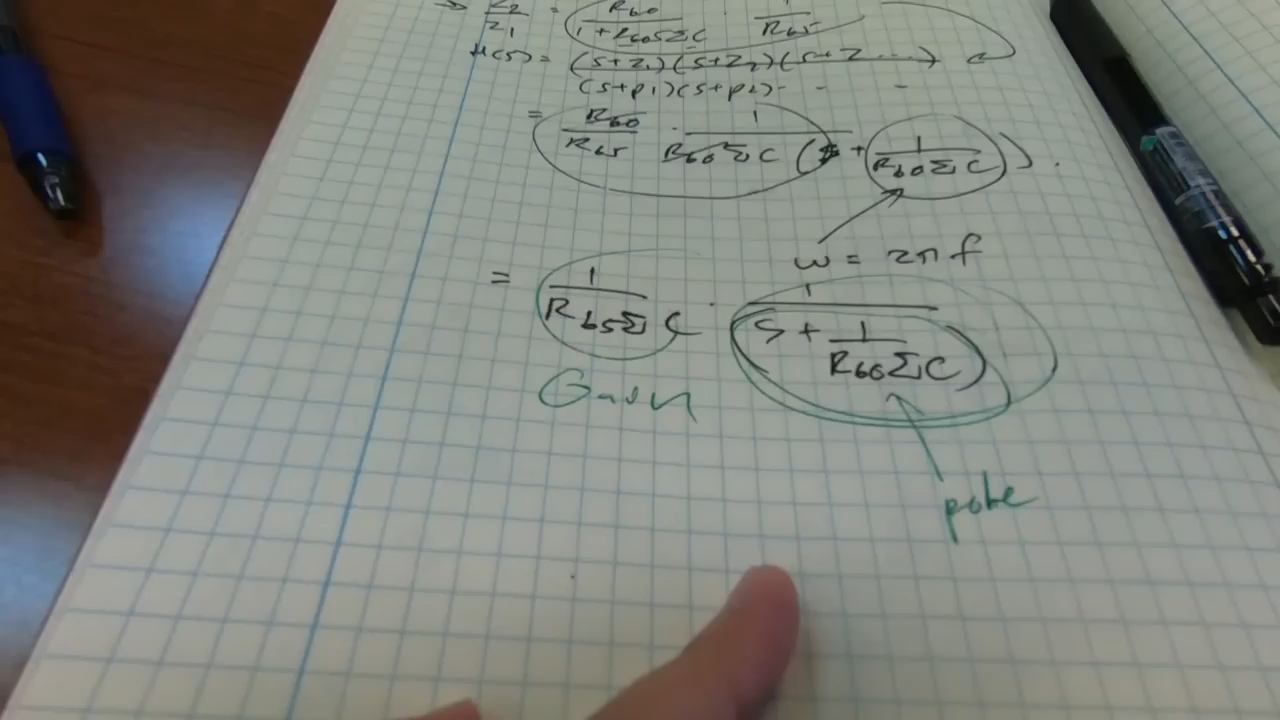 → Z2/Z1 = R60/(1+R60SΣC) · 1/R65
H(S) = (S+Z1)(S+Z2)(S+Z.....)/(S+P1)(S+P2)- - -
= R60/R65 · 1/(R60ΣC (S + 1/(R60ΣC))).
ω = 2πf
= 1/(R65ΣC) · 1/(S + 1/(R60ΣC))
Gain
pole